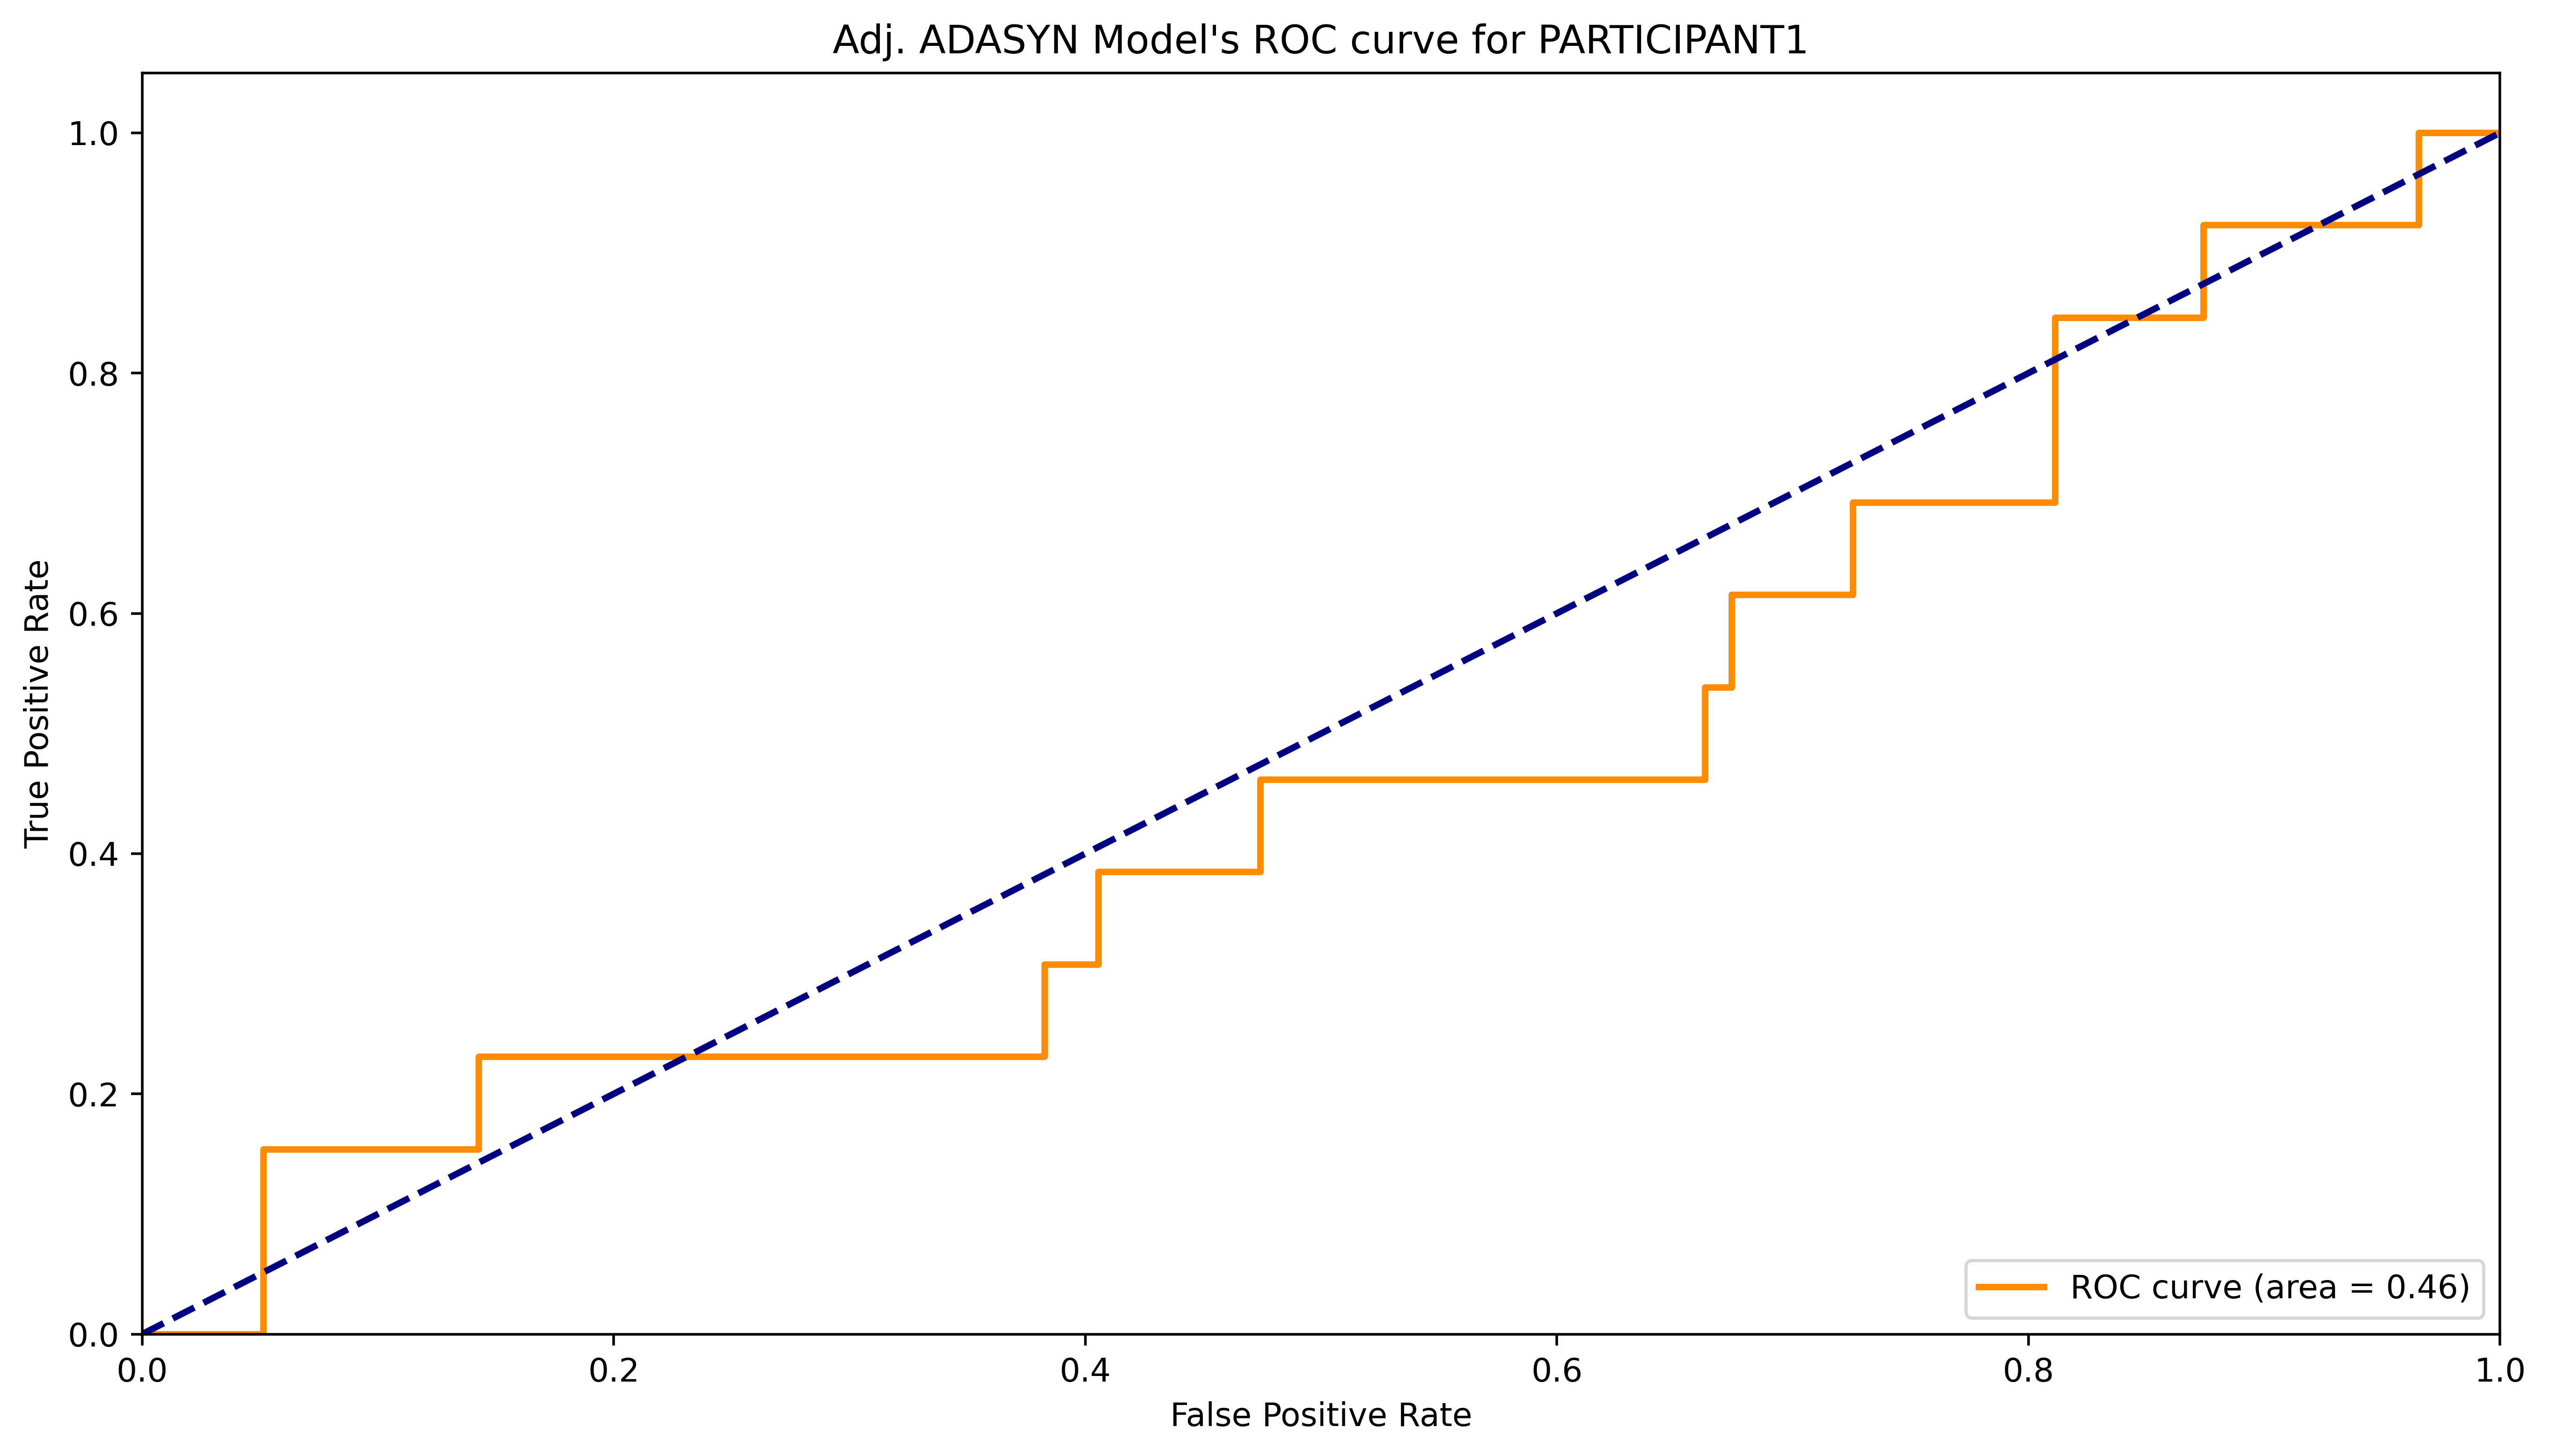 Adj. ADASYN Model's ROC curve for PARTICIPANT1
1.0
0.8
0.6
0.4
0.2
0.0
True Positive Rate
0.0 0.2 0.4 0.6 0.8 1.0
False Positive Rate
ROC curve (area = 0.46)